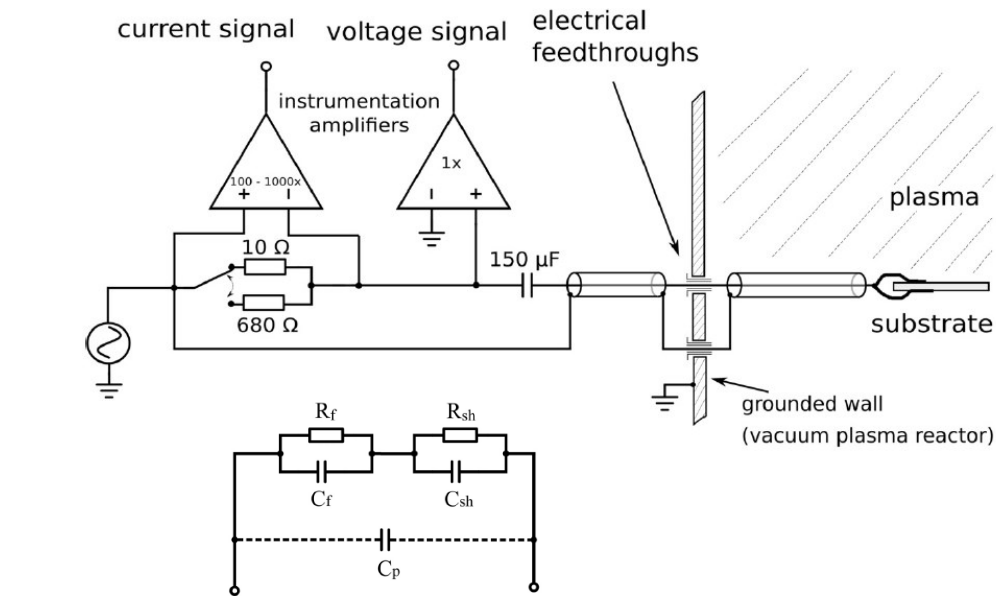 current signal
voltage signal
electrical
feedthroughs
instrumentation
amplifiers
100 - 1000x
+ -
1x
- +
plasma
10 Ω
150 µF
680 Ω
substrate
grounded wall
(vacuum plasma reactor)
Rf
Rsh
Cf
Csh
Cp